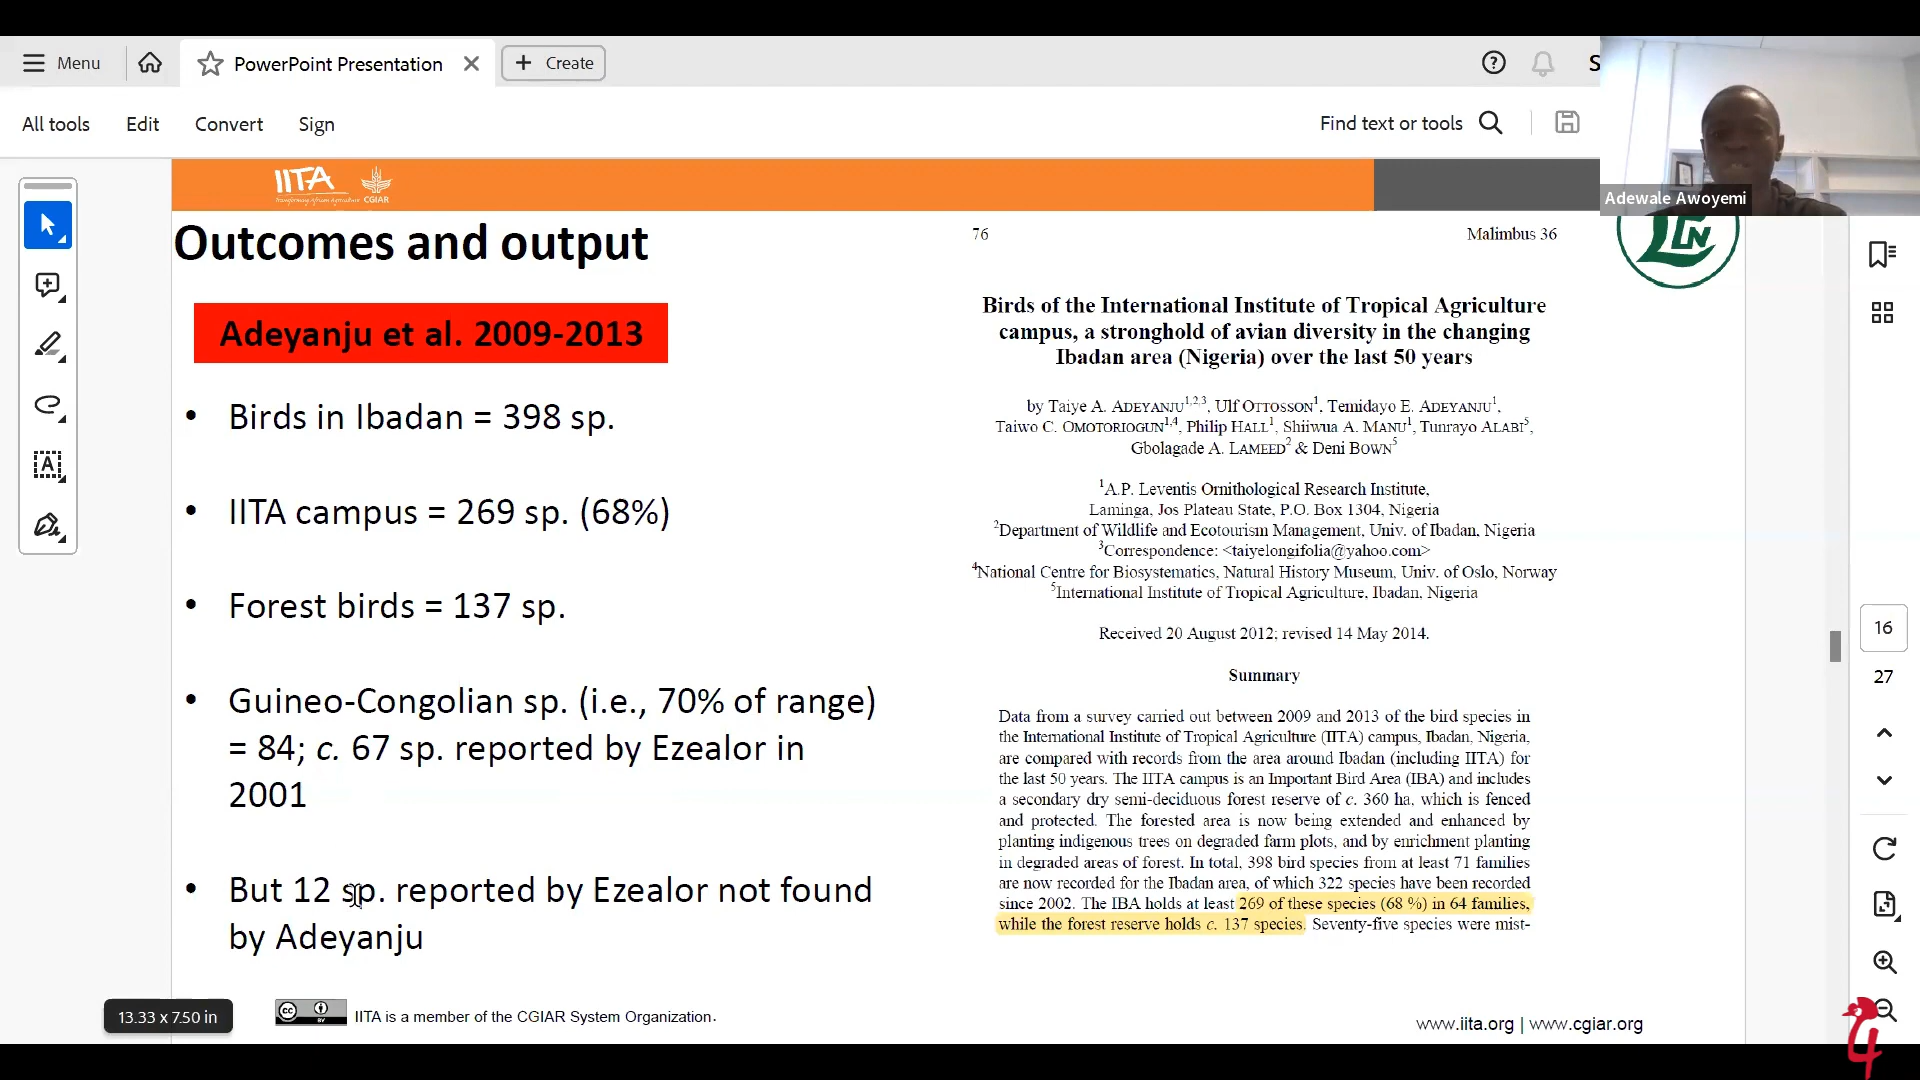 Menu
PowerPoint Presentation
Create
All tools
Edit
Convert
Sign
Find text or tools
Adewale Awoyemi
IITA
Transforming African Agriculture
CGIAR
Outcomes and output
Adeyanju et al. 2009-2013
• Birds in Ibadan = 398 sp.
• IITA campus = 269 sp. (68%)
• Forest birds = 137 sp.
• Guineo-Congolian sp. (i.e., 70% of range)
= 84; c. 67 sp. reported by Ezealor in
2001
• But 12 sp. reported by Ezealor not found
by Adeyanju
76
Malimbus 36
Birds of the International Institute of Tropical Agriculture
campus, a stronghold of avian diversity in the changing
Ibadan area (Nigeria) over the last 50 years
by Taiye A. ADEYANJU1,2,3, Ulf OTTOSSON1, Temidayo E. ADEYANJU1,
Taiwo C. OMOTORIOGUN1,4, Philip HALL1, Shiiwua A. MANU1, Tunrayo ALABI5,
Gbolagade A. LAMEED2 & Deni BOWN5
1A.P. Leventis Ornithological Research Institute,
Laminga, Jos Plateau State, P.O. Box 1304, Nigeria
2Department of Wildlife and Ecotourism Management, Univ. of Ibadan, Nigeria
3Correspondence: <taiyelongifolia@yahoo.com>
4National Centre for Biosystematics, Natural History Museum, Univ. of Oslo, Norway
5International Institute of Tropical Agriculture, Ibadan, Nigeria
Received 20 August 2012; revised 14 May 2014.
Summary
Data from a survey carried out between 2009 and 2013 of the bird species in
the International Institute of Tropical Agriculture (IITA) campus, Ibadan, Nigeria,
are compared with records from the area around Ibadan (including IITA) for
the last 50 years. The IITA campus is an Important Bird Area (IBA) and includes
a secondary dry semi-deciduous forest reserve of c. 360 ha, which is fenced
and protected. The forested area is now being extended and enhanced by
planting indigenous trees on degraded farm plots, and by enrichment planting
in degraded areas of forest. In total, 398 bird species from at least 71 families
are now recorded for the Ibadan area, of which 322 species have been recorded
since 2002. The IBA holds at least 269 of these species (68 %) in 64 families,
while the forest reserve holds c. 137 species. Seventy-five species were mist-
16
27
13.33 x 7.50 in
cc
BY
IITA is a member of the CGIAR System Organization.
www.iita.org | www.cgiar.org
4